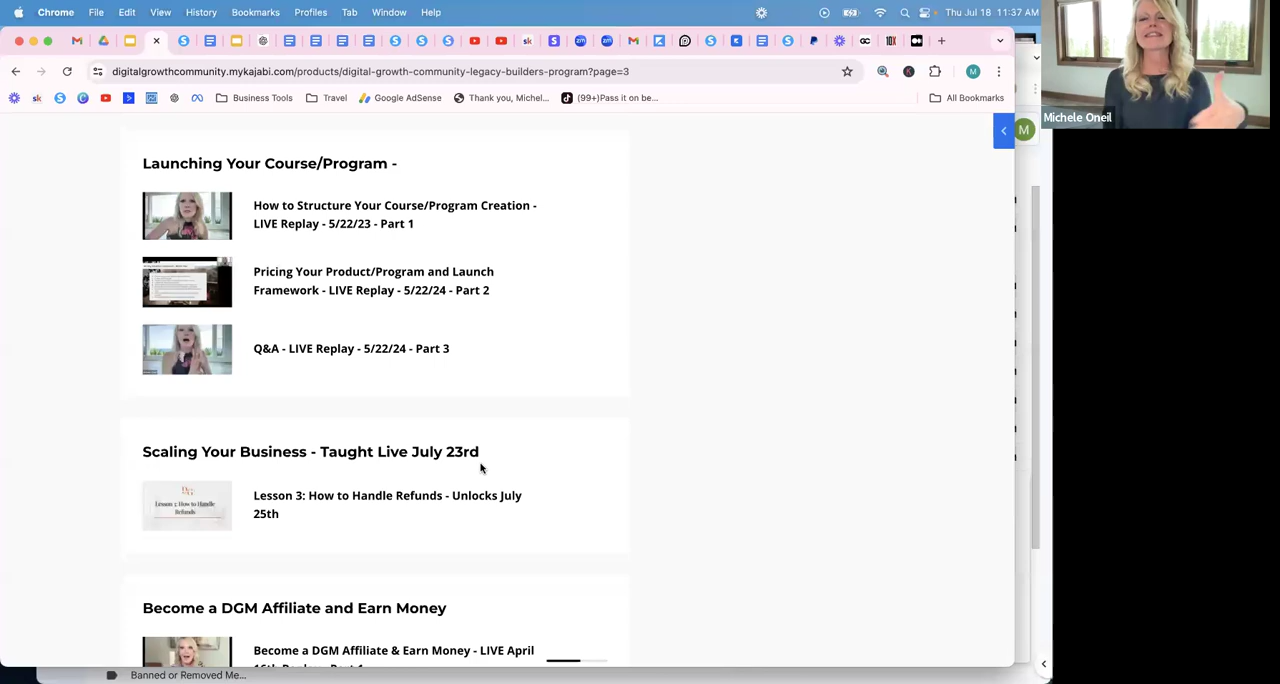 Chrome File Edit View History Bookmarks Profiles Tab Window Help Thu Jul 18 11:37 AM
digitalgrowthcommunity.mykajabi.com/products/digital-growth-community-legacy-builders-program?page=3
Business Tools Travel Google AdSense Thank you, Michel... (99+)Pass it on be... All Bookmarks
Michele Oneil
M
Launching Your Course/Program -
How to Structure Your Course/Program Creation -
LIVE Replay - 5/22/23 - Part 1
Pricing Your Product/Program and Launch
Framework - LIVE Replay - 5/22/24 - Part 2
Q&A - LIVE Replay - 5/22/24 - Part 3
Scaling Your Business - Taught Live July 23rd
Lesson 3: How to Handle
Refunds
Lesson 3: How to Handle Refunds - Unlocks July
25th
Become a DGM Affiliate and Earn Money
Become a DGM Affiliate & Earn Money - LIVE April
Banned or Removed Me...